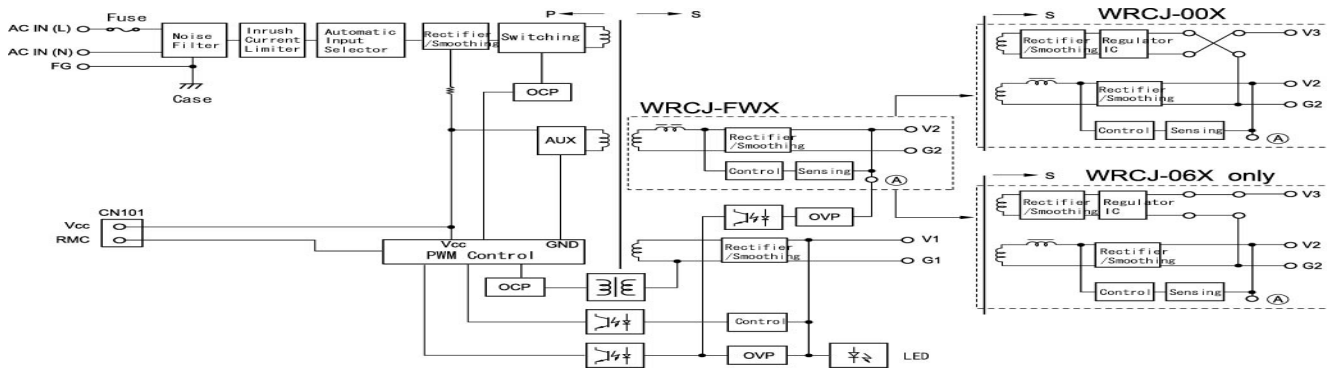 P S
S WRCJ-00X
AC IN (L) Fuse
Noise Filter
Inrush Current Limiter
Automatic Input Selector
Rectifier /Smoothing
Switching
AC IN (N)
FG
Case
OCP
AUX
WRCJ-FWX
Rectifier /Smoothing
V2
G2
Control Sensing
A
OVP
Rectifier /Smoothing
Regulator IC
V3
Rectifier /Smoothing
V2
G2
Control Sensing
A
S WRCJ-06X only
Rectifier /Smoothing
Regulator IC
V3
Rectifier /Smoothing
V2
G2
Control Sensing
A
CN101
Vcc
RMC
Vcc GND
PWM Control
Rectifier /Smoothing
V1
G1
OCP
Control
OVP
LED